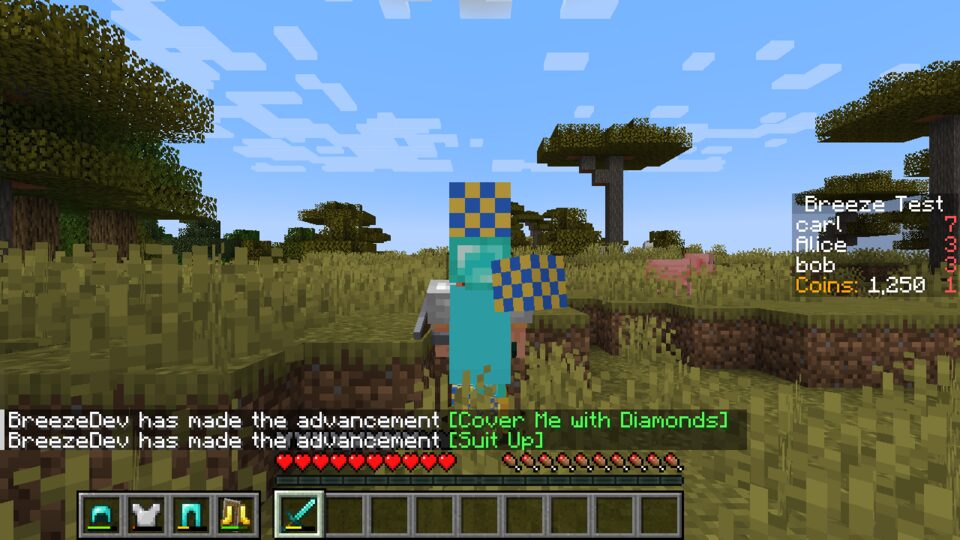 Breeze Test
carl 7
Alice 3
bob 3
Coins: 1,250 1
BreezeDev has made the advancement [Cover Me with Diamonds]
BreezeDev has made the advancement [Suit Up]